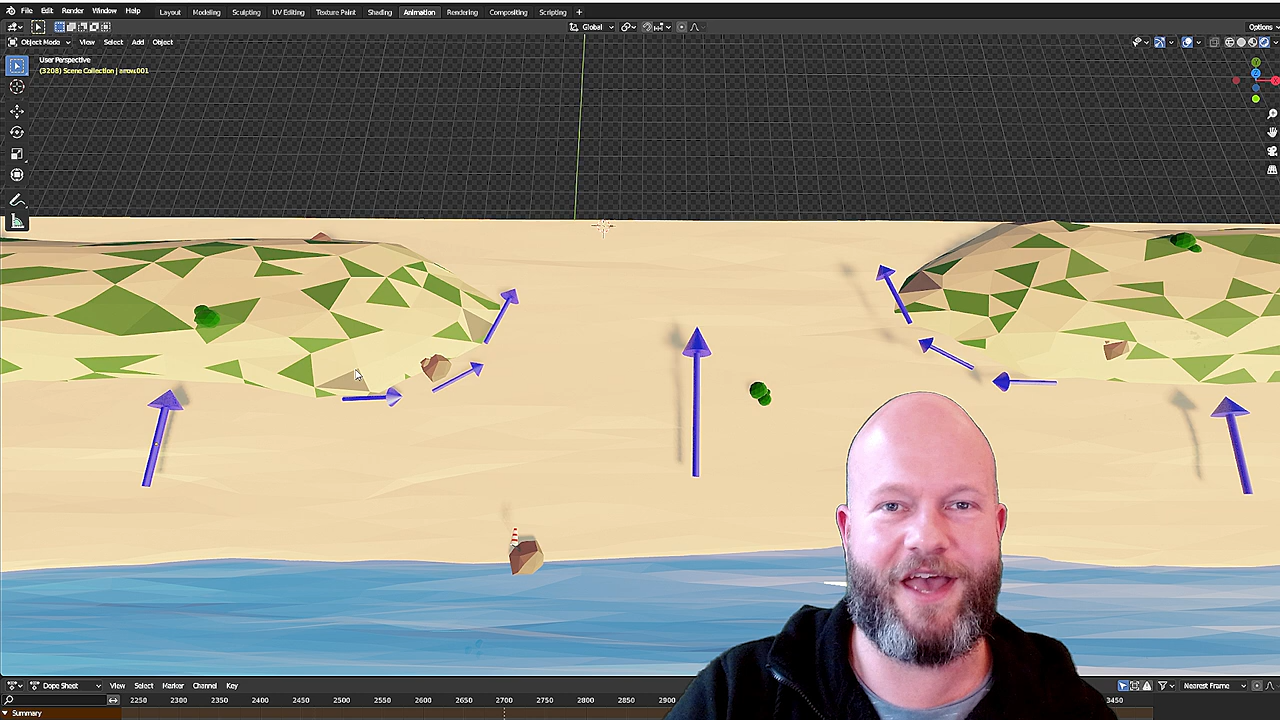 File Edit Render Window Help Layout Modeling Sculpting UV Editing Texture Paint Shading Animation Rendering Compositing Scripting +
Global Options
Object Mode View Select Add Object
User Perspective
(3208) Scene Collection | arrow.001
Y
Z
X
Dope Sheet View Select Marker Channel Key Nearest Frame
2250 2300 2350 2400 2450 2500 2550 2600 2650 2700 2750 2800 2850 2900 3450
Summary